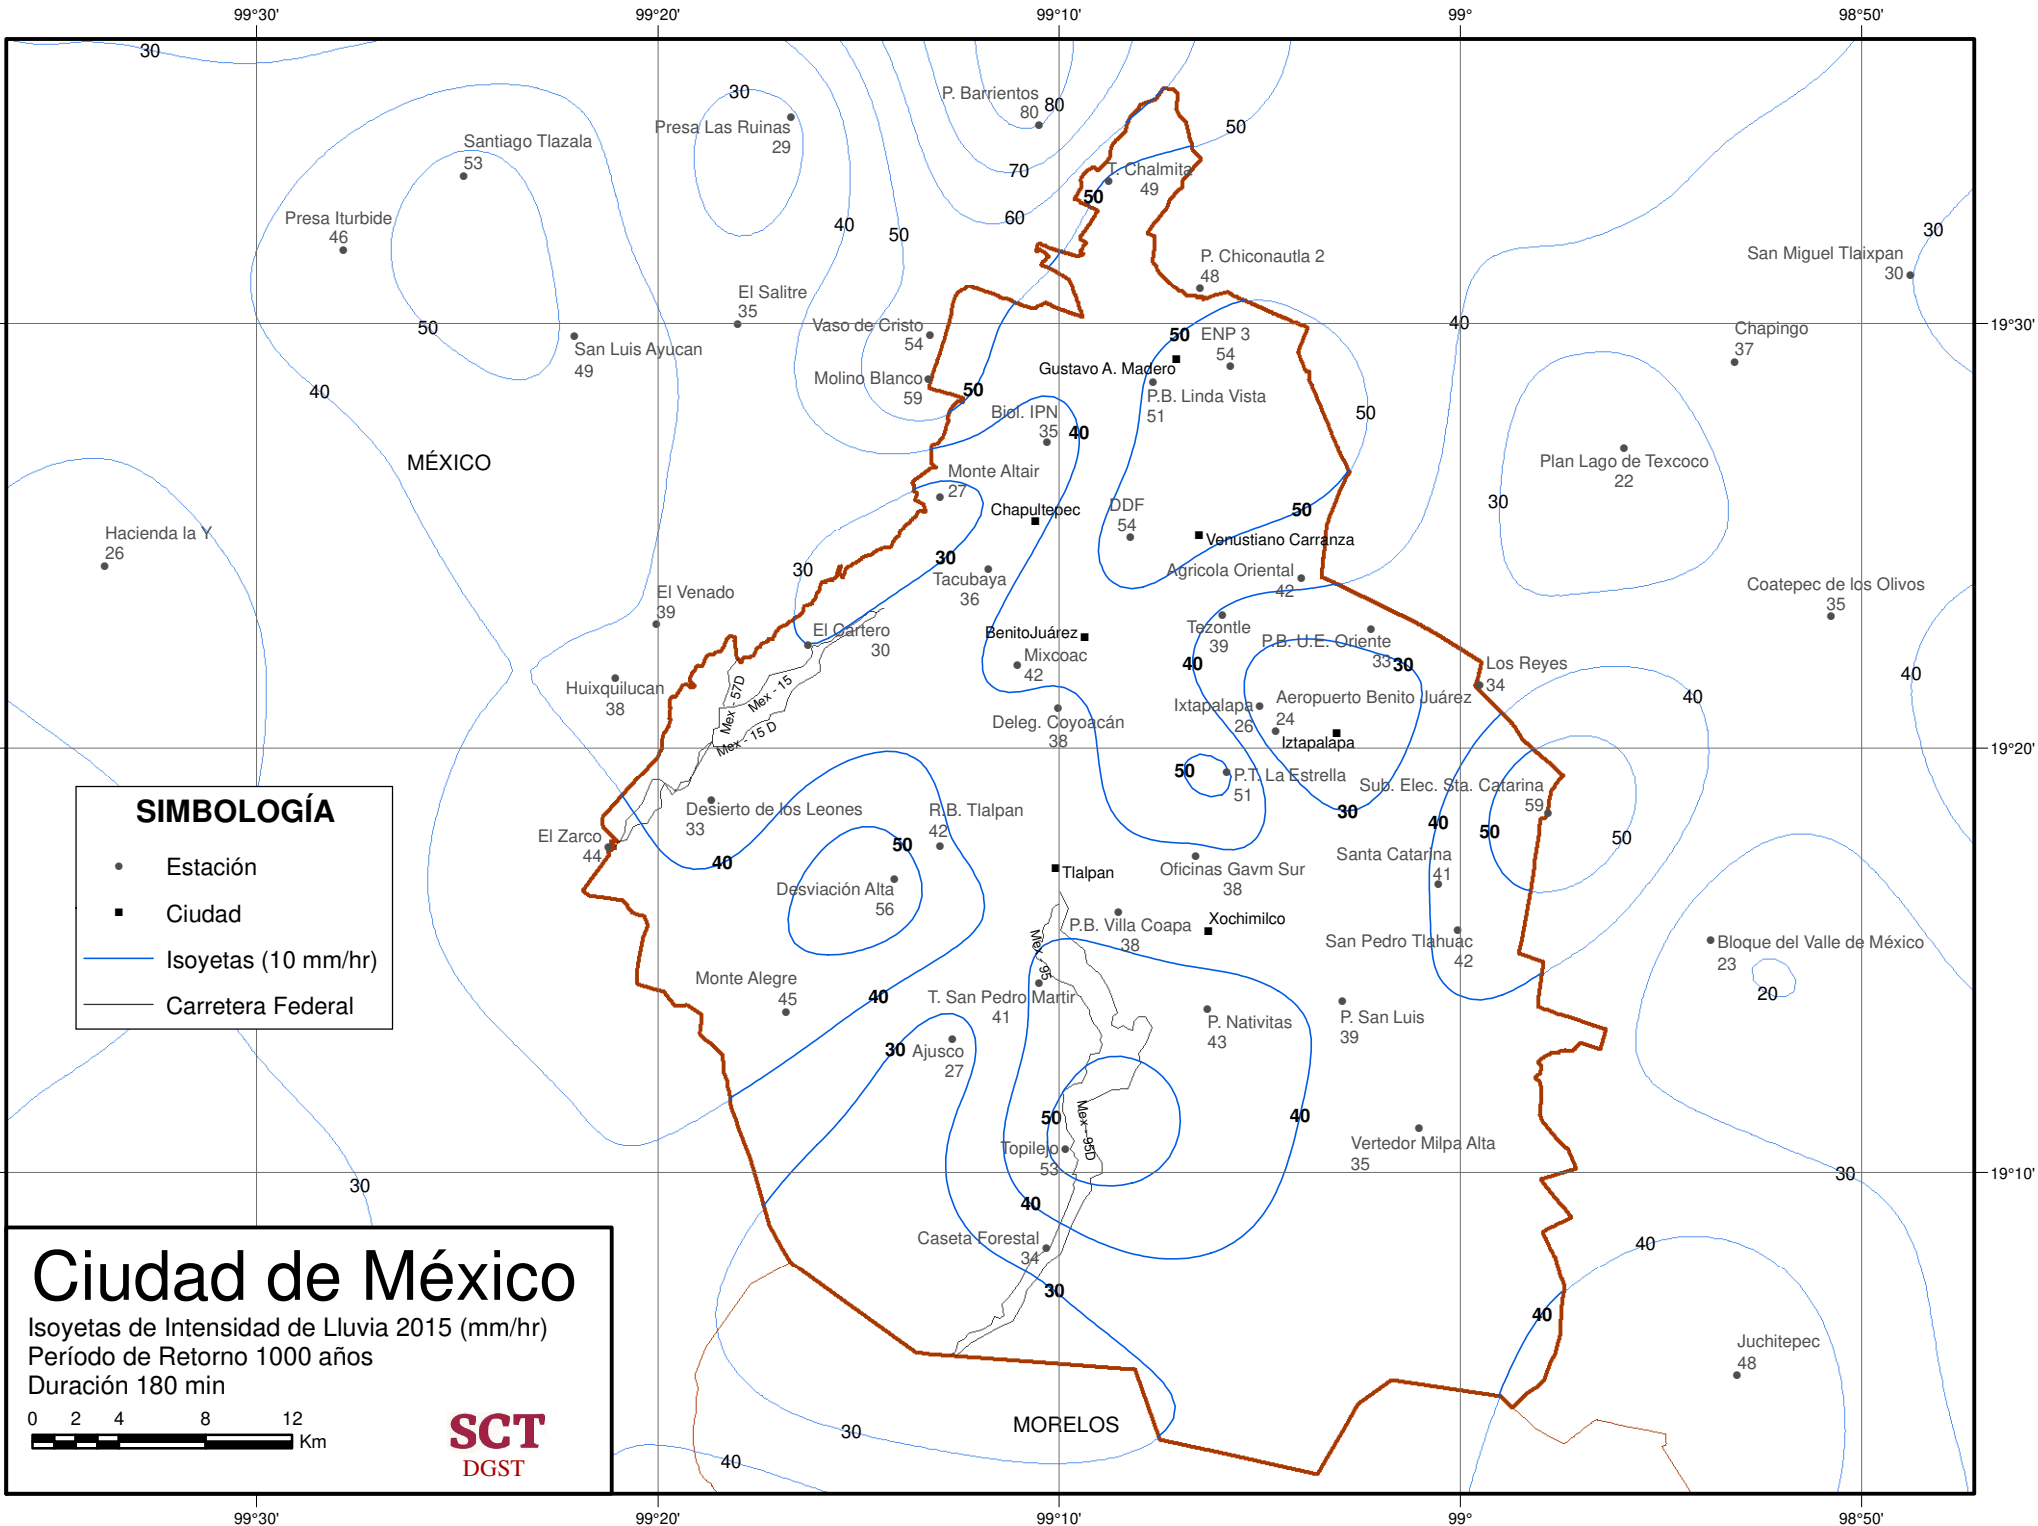 99°30'
99°20'
99°10'
99°
98°50'
30
P. Barrientos
80
80
30
Presa Las Ruinas
29
50
Santiago Tlazala
53
70
T. Chalmita
49
50
60
Presa Iturbide
46
40
50
30
San Miguel Tlaixpan
30
P. Chiconautla 2
48
El Salitre
35
Vaso de Cristo
54
50
ENP 3
54
40
Chapingo
37
19°30'
50
San Luis Ayucan
49
Gustavo A. Madero
Molino Blanco
59
50
40
P.B. Linda Vista
51
50
Biol. IPN
35
40
MÉXICO
Monte Altair
27
Plan Lago de Texcoco
22
Chapultepec
DDF
54
50
30
Hacienda la Y
26
Venustiano Carranza
30
30
Tacubaya
36
Agricola Oriental
42
Coatepec de los Olivos
35
El Venado
39
El Cartero
30
BenitoJuárez
Tezontle
39
P.B. U.E. Oriente
33
30
Mixcoac
42
40
Los Reyes
34
40
40
Huixquilucan
38
Mex - 57D
Mex - 15
Mex - 15 D
Deleg. Coyoacán
38
Ixtapalapa
26
Aeropuerto Benito Juárez
24
Iztapalapa
19°20'
50
P.T. La Estrella
51
Sub. Elec. Sta. Catarina
59
SIMBOLOGÍA
Estación
Ciudad
Isoyetas (10 mm/hr)
Carretera Federal
Desierto de los Leones
33
R.B. Tlalpan
42
30
40
50
50
El Zarco
44
40
50
Santa Catarina
41
Desviación Alta
56
Tlalpan
Oficinas Gavm Sur
38
P.B. Villa Coapa
38
Xochimilco
San Pedro Tlahuac
42
Bloque del Valle de México
23
20
Mex - 95
Monte Alegre
45
40
T. San Pedro Martir
41
P. Nativitas
43
P. San Luis
39
30
Ajusco
27
50
Mex - 95D
40
Topilejo
53
Vertedor Milpa Alta
35
30
30
19°10'
40
Caseta Forestal
34
40
30
40
Juchitepec
48
MORELOS
30
40
Ciudad de México
Isoyetas de Intensidad de Lluvia 2015 (mm/hr)
Período de Retorno 1000 años
Duración 180 min
0 2 4 8 12
Km
SCT
DGST
99°30'
99°20'
99°10'
99°
98°50'